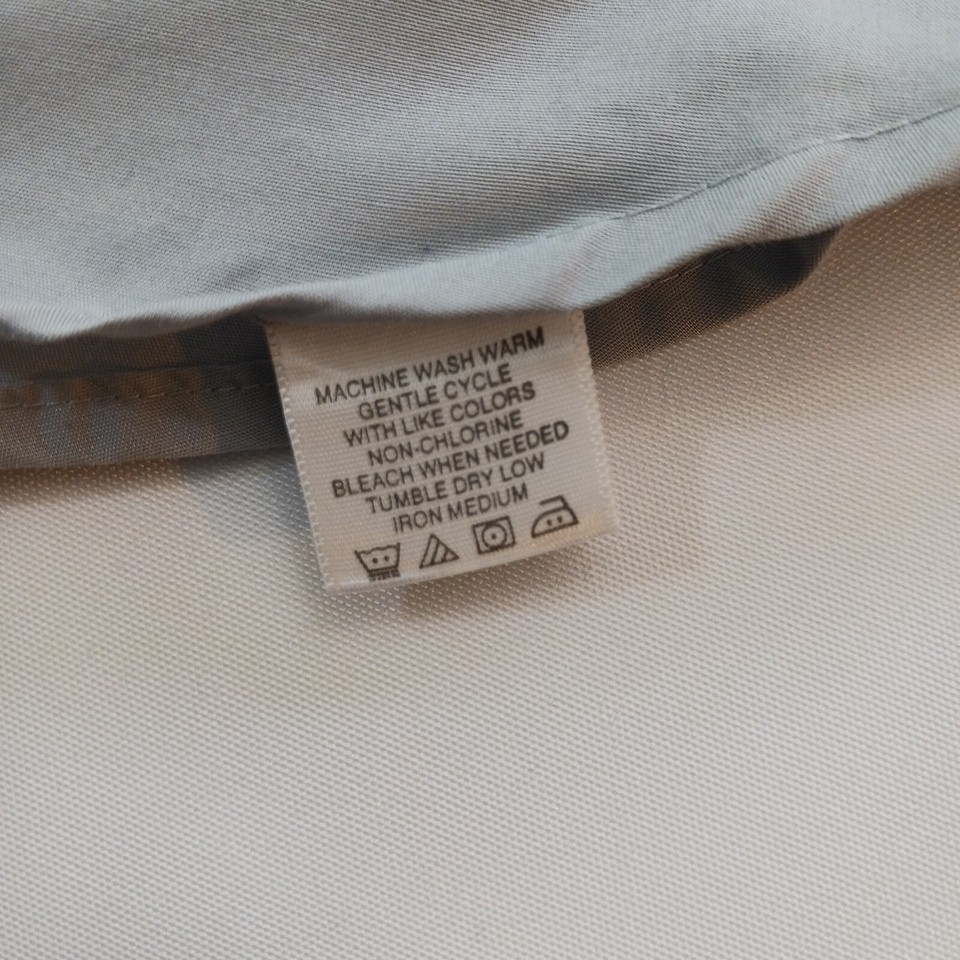 MACHINE WASH WARM
GENTLE CYCLE
WITH LIKE COLORS
NON-CHLORINE
BLEACH WHEN NEEDED
TUMBLE DRY LOW
IRON MEDIUM